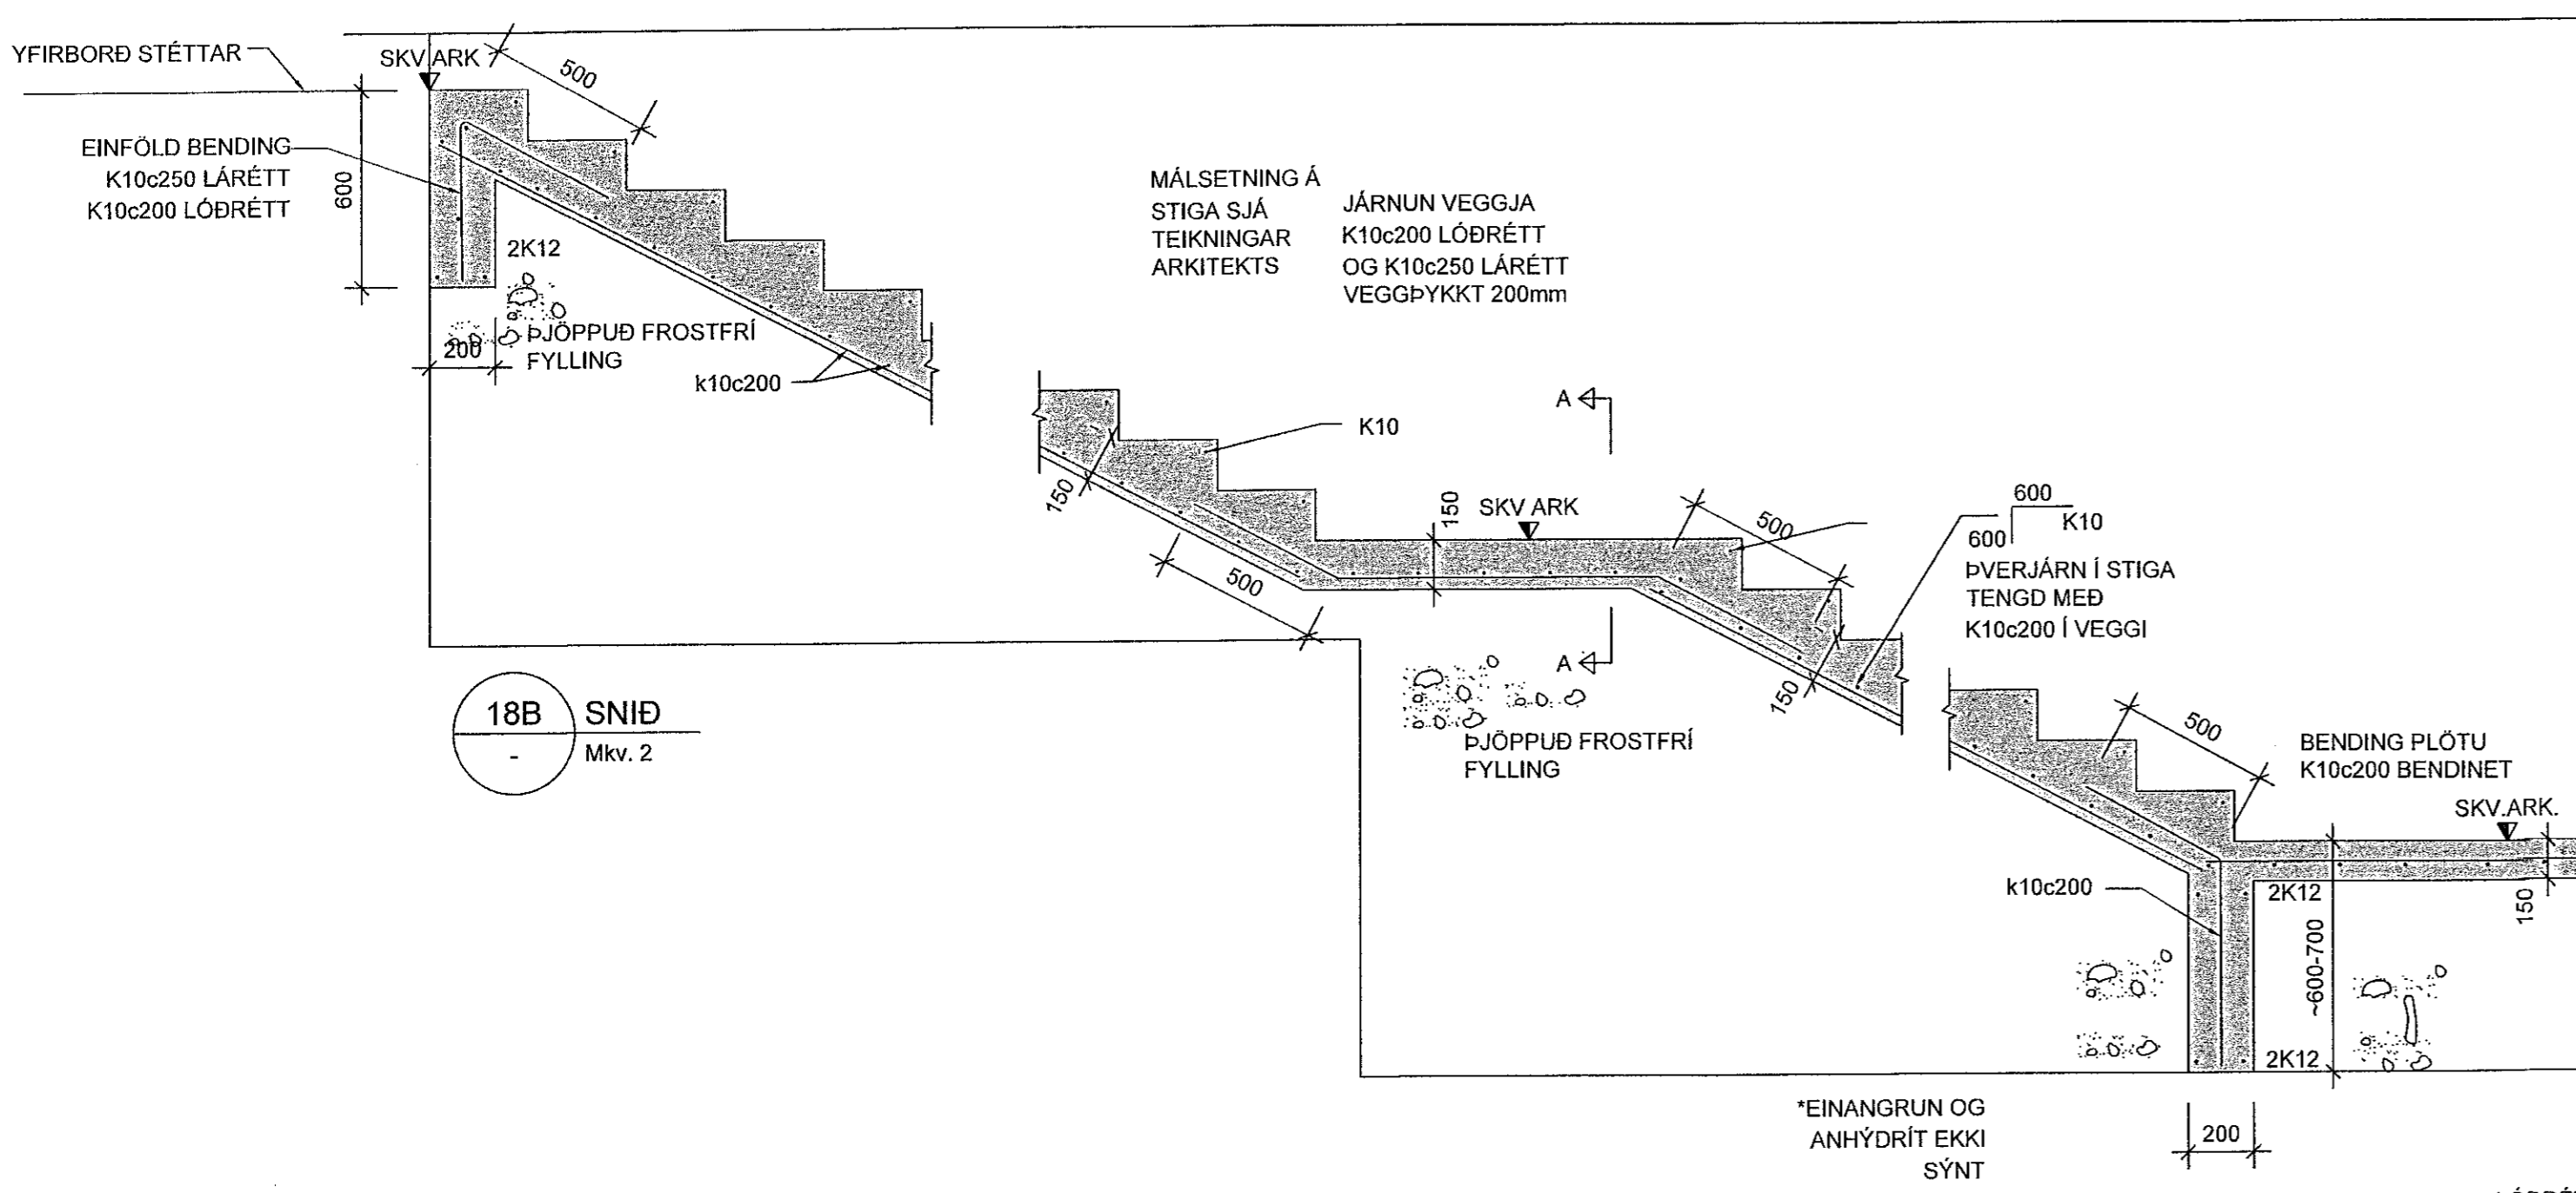 YFIRBORÐ STÉTTAR
SKV ARK
500
EINFÖLD BENDING
K10c250 LÁRÉTT
K10c200 LÓÐRÉTT
600
2K12
200
ÞJÖPPUÐ FROSTFRÍ
FYLLING
k10c200
MÁLSETNING Á
STIGA SJÁ
TEIKNINGAR
ARKITEKTS
JÁRNUN VEGGJA
K10c200 LÓÐRÉTT
OG K10c250 LÁRÉTT
VEGGÞYKKT 200mm
A
K10
150
150
SKV ARK
500
500
600
K10
600
ÞVERJÁRN Í STIGA
TENGD MEÐ
K10c200 Í VEGGI
A
150
ÞJÖPPUÐ FROSTFRÍ
FYLLING
18B
-
SNIÐ
Mkv. 2
500
BENDING PLÖTU
K10c200 BENDINET
SKV.ARK.
k10c200
2K12
150
~600-700
2K12
*EINANGRUN OG
ANHÝDRÍT EKKI
SÝNT
200